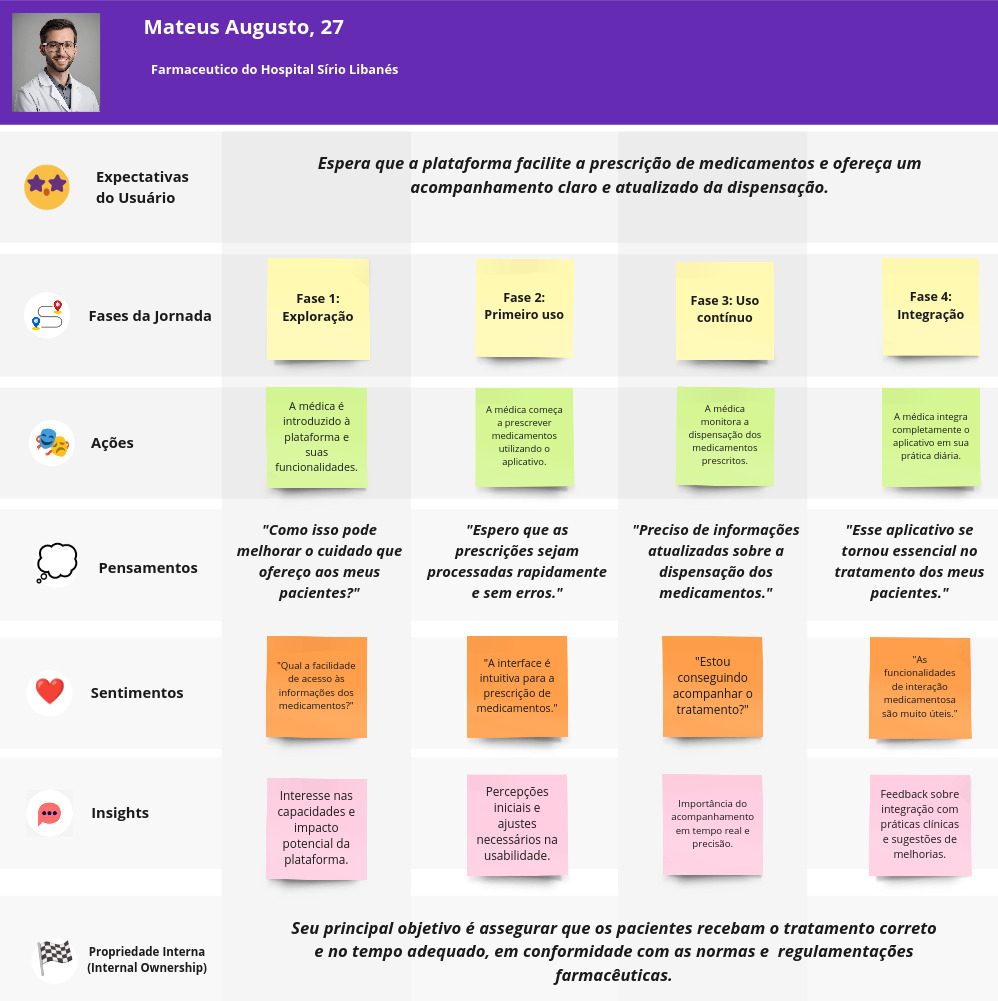 Mateus Augusto, 27
Farmaceutico do Hospital Sírio Libanés
Expectativas
do Usuário
Espera que a plataforma facilite a prescrição de medicamentos e ofereça um
acompanhamento claro e atualizado da dispensação.
Fases da Jornada
Fase 1:
Exploração
Fase 2:
Primeiro uso
Fase 3: Uso
contínuo
Fase 4:
Integração
Ações
A médica é
introduzido à
plataforma e
suas
funcionalidades.
A médica começa
a prescrever
medicamentos
utilizando o
aplicativo.
A médica
monitora a
dispensação dos
medicamentos
prescritos.
A médica integra
completamente o
aplicativo em sua
prática diária.
Pensamentos
"Como isso pode
melhorar o cuidado que
ofereço aos meus
pacientes?"
"Espero que as
prescrições sejam
processadas rapidamente
e sem erros."
"Preciso de informações
atualizadas sobre a
dispensação dos
medicamentos."
"Esse aplicativo se
tornou essencial no
tratamento dos meus
pacientes."
Sentimentos
"Qual a facilidade
de acesso às
informações dos
medicamentos?"
"A interface é
intuitiva para a
prescrição de
medicamentos."
"Estou
conseguindo
acompanhar o
tratamento?"
"As
funcionalidades
de interação
medicamentosa
são muito úteis."
Insights
Interesse nas
capacidades e
impacto
potencial da
plataforma.
Percepções
iniciais e
ajustes
necessários na
usabilidade.
Importância do
acompanhamento
em tempo real e
precisão.
Feedback sobre
integração com
práticas clínicas
e sugestões de
melhorias.
Propriedade Interna
(Internal Ownership)
Seu principal objetivo é assegurar que os pacientes recebam o tratamento correto
e no tempo adequado, em conformidade com as normas e regulamentações
farmacêuticas.